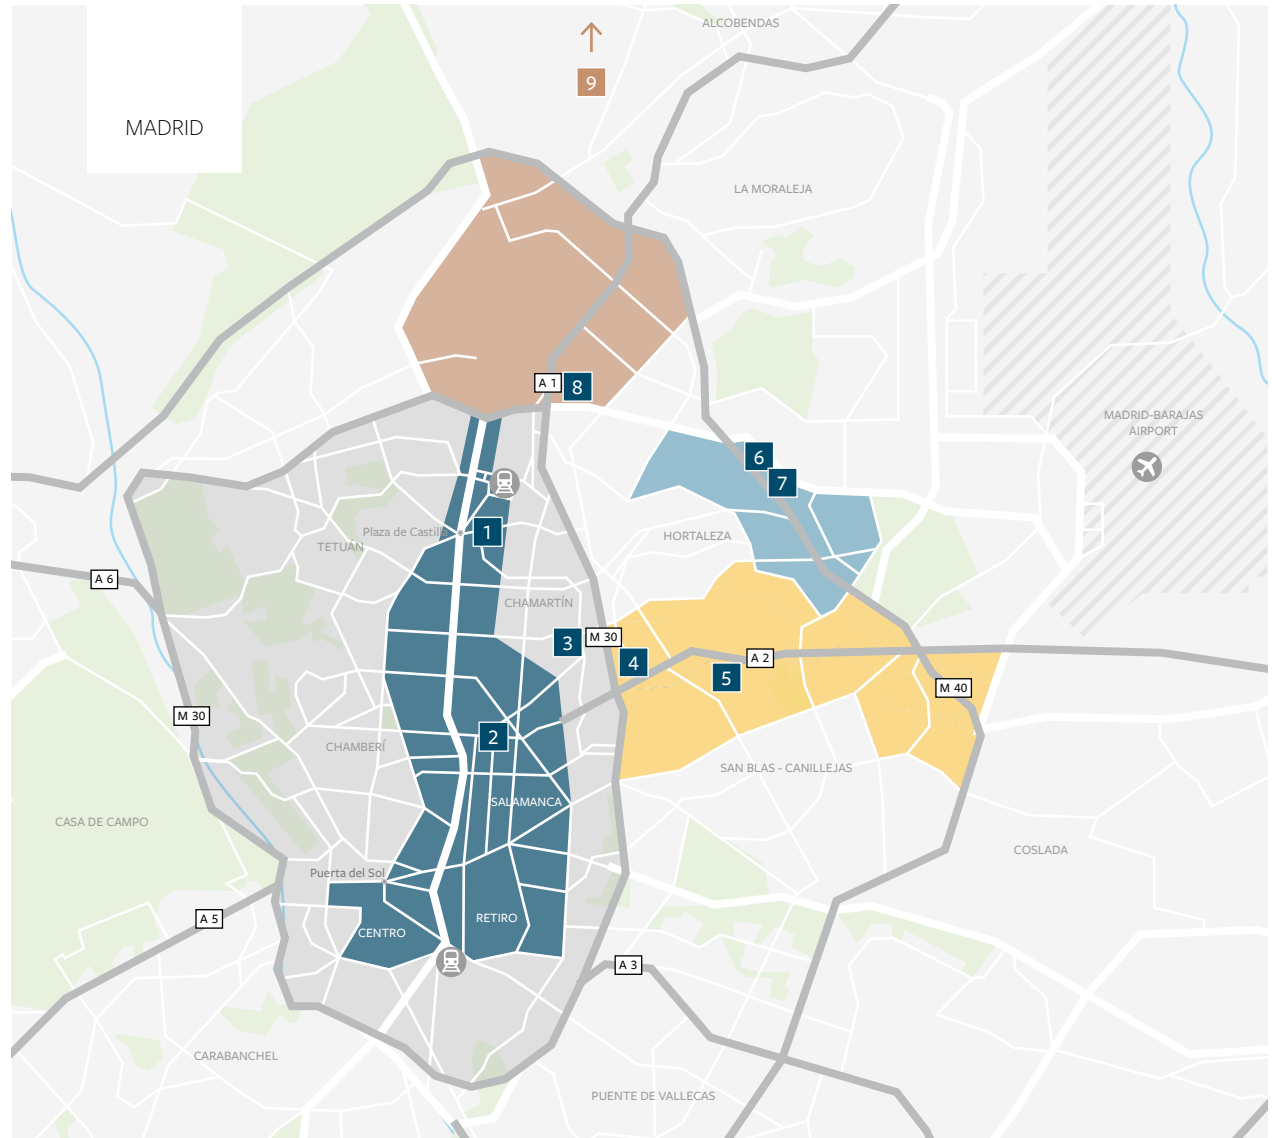 ALCOBENDAS
9
MADRID
LA MORALEJA
A 1
8
MADRID-BARAJAS
AIRPORT
6
7
Plaza de Castilla
1
TETUÁN
HORTALEZA
A 6
CHAMARTÍN
3
M 30
4
A 2
5
M 40
M 30
2
CHAMBERÍ
SAN BLAS - CANILLEJAS
SALAMANCA
CASA DE CAMPO
COSLADA
Puerta del Sol
A 5
RETIRO
CENTRO
A 3
CARABANCHEL
PUENTE DE VALLECAS